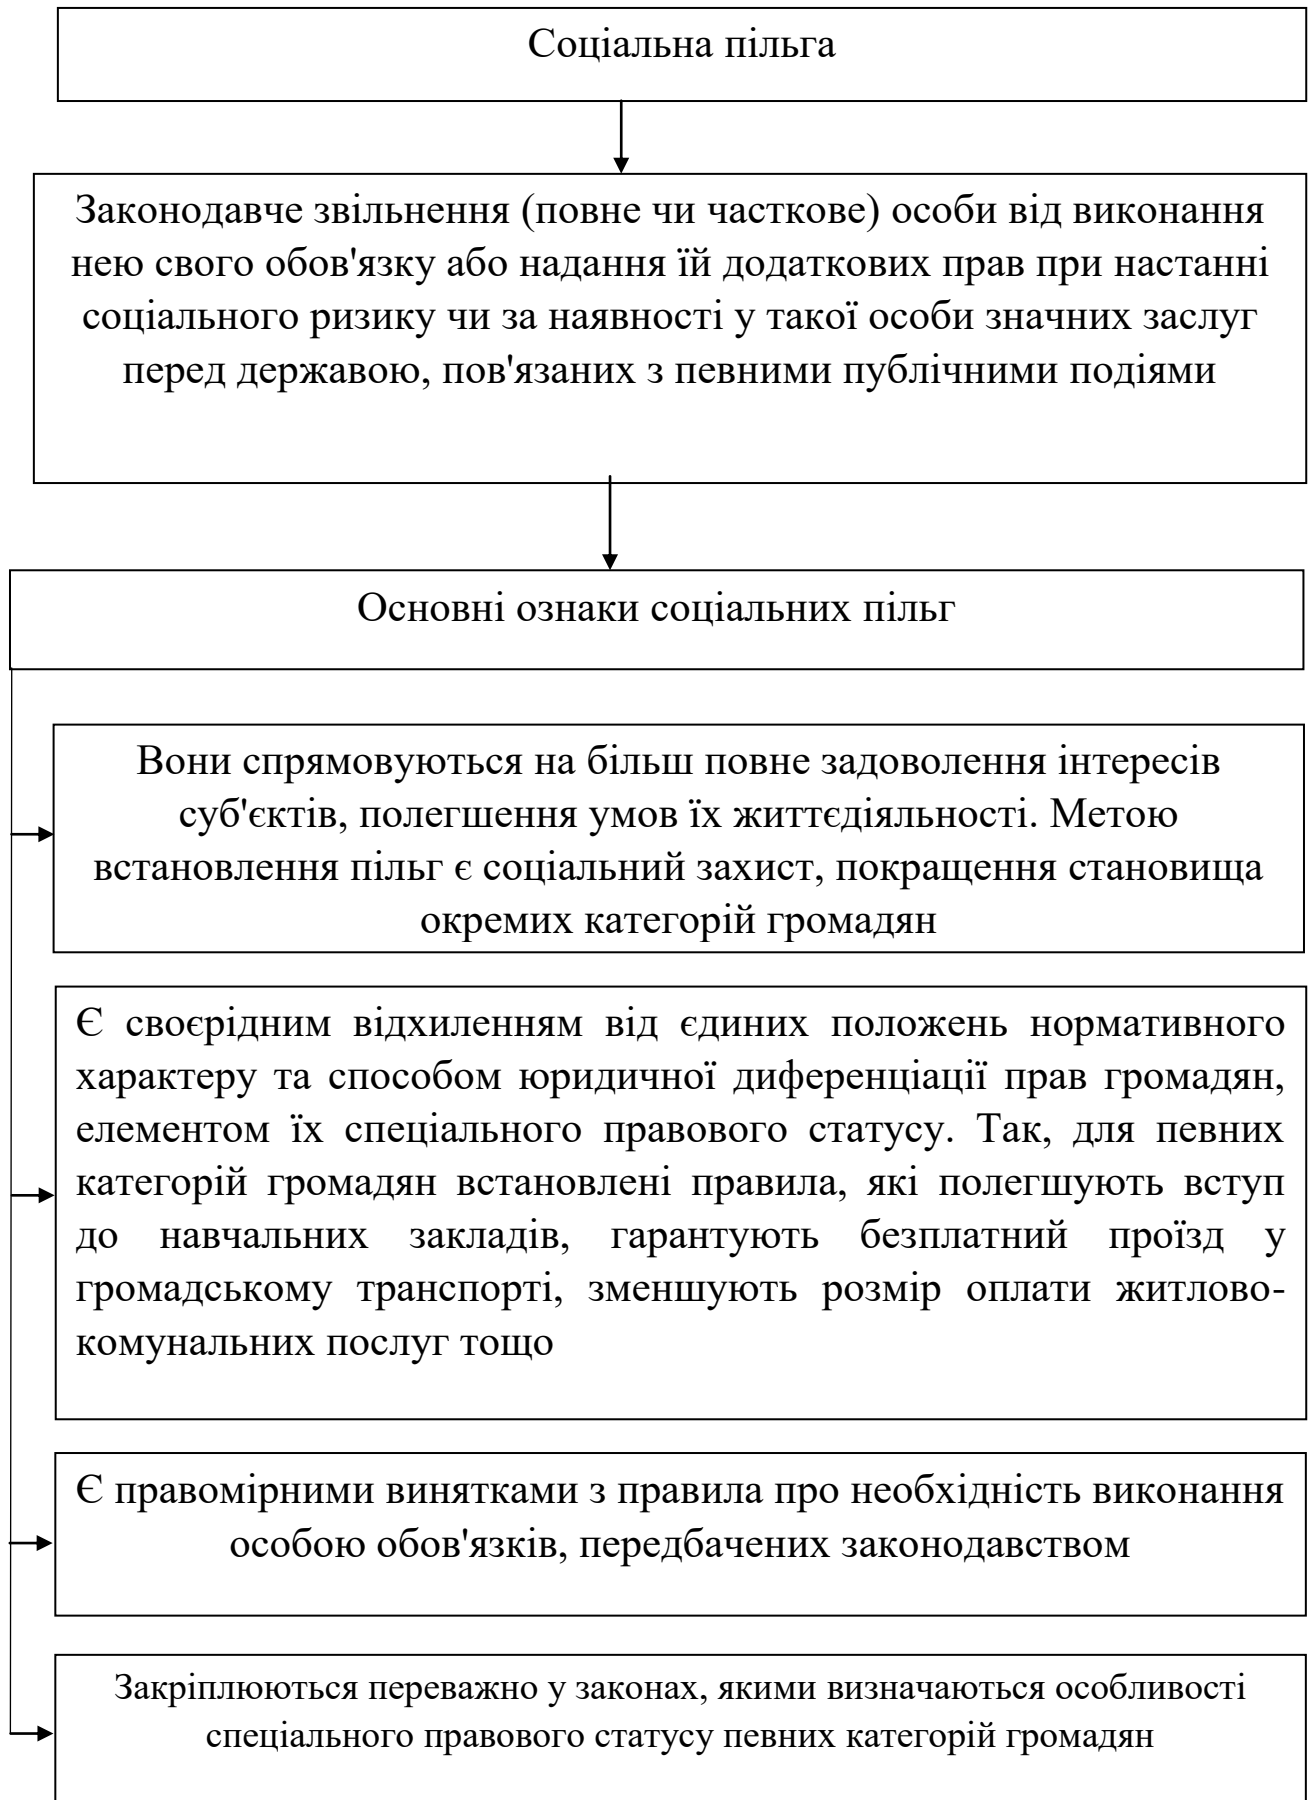 Соціальна пільга
Законодавче звільнення (повне чи часткове) особи від виконання
нею свого обов'язку або надання їй додаткових прав при настанні
соціального ризику чи за наявності у такої особи значних заслуг
перед державою, пов'язаних з певними публічними подіями
Основні ознаки соціальних пільг
Вони спрямовуються на більш повне задоволення інтересів
суб'єктів, полегшення умов їх життєдіяльності. Метою
встановлення пільг є соціальний захист, покращення становища
окремих категорій громадян
Є своєрідним відхиленням від єдиних положень нормативного
характеру та способом юридичної диференціації прав громадян,
елементом їх спеціального правового статусу. Так, для певних
категорій громадян встановлені правила, які полегшують вступ
до навчальних закладів, гарантують безплатний проїзд у
громадському транспорті, зменшують розмір оплати житлово-
комунальних послуг тощо
Є правомірними винятками з правила про необхідність виконання
особою обов'язків, передбачених законодавством
Закріплюються переважно у законах, якими визначаються особливості
спеціального правового статусу певних категорій громадян